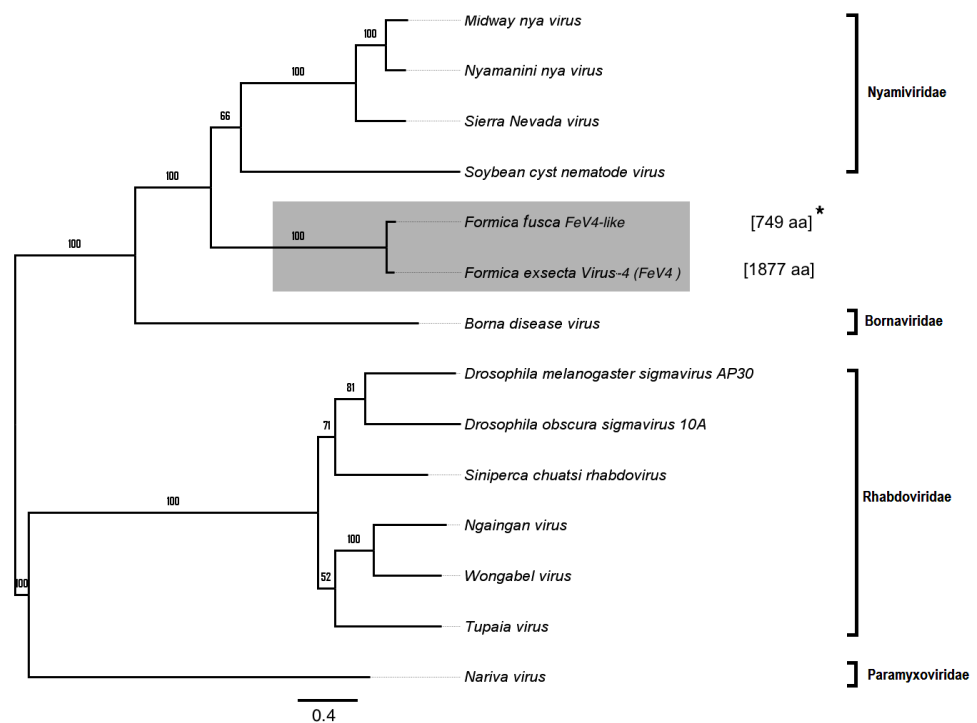 Midway nya virus
100
Nyamanini nya virus
100
Nyamiviridae
Sierra Nevada virus
66
Soybean cyst nematode virus
100
Formica fusca FeV4-like [749 aa]*
100
Formica exsecta Virus-4 (FeV4 ) [1877 aa]
100
Borna disease virus
Bornaviridae
Drosophila melanogaster sigmavirus AP30
81
Drosophila obscura sigmavirus 10A
71
Siniperca chuatsi rhabdovirus
Rhabdoviridae
100
Ngaingan virus
100
Wongabel virus
52
100
Tupaia virus
Nariva virus
Paramyxoviridae
0.4